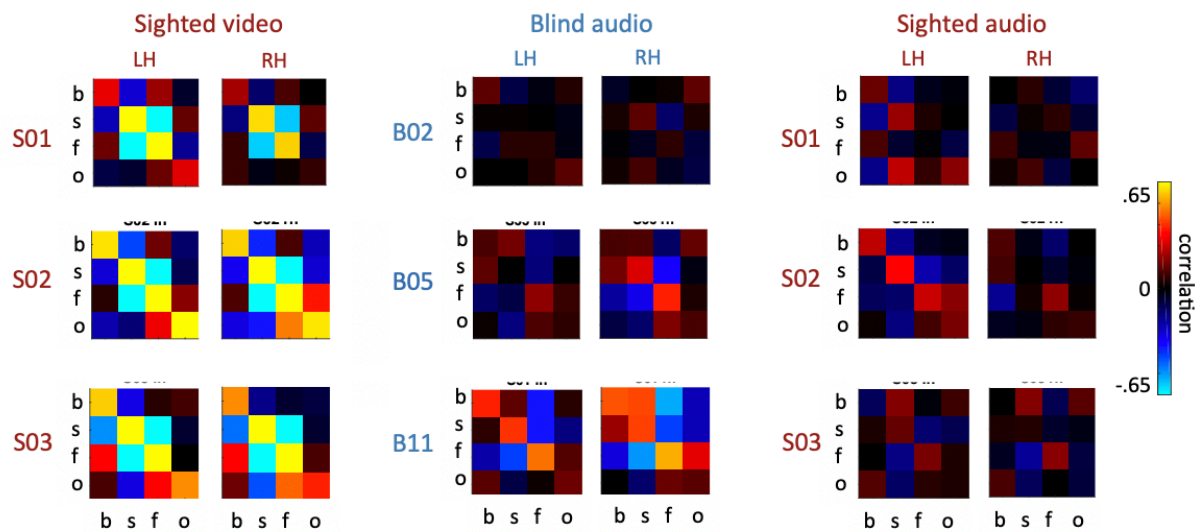 Sighted video Blind audio Sighted audio
LH RH LH RH LH RH
b b b
s s s
S01 B02 S01
f f f
o o o
.65
0
-.65
correlation
b b b
s s s
S02 B05 S02
f f f
o o o
b b b
s s s
S03 B11 S03
f f f
o o o
b s f o b s f o b s f o b s f o b s f o b s f o